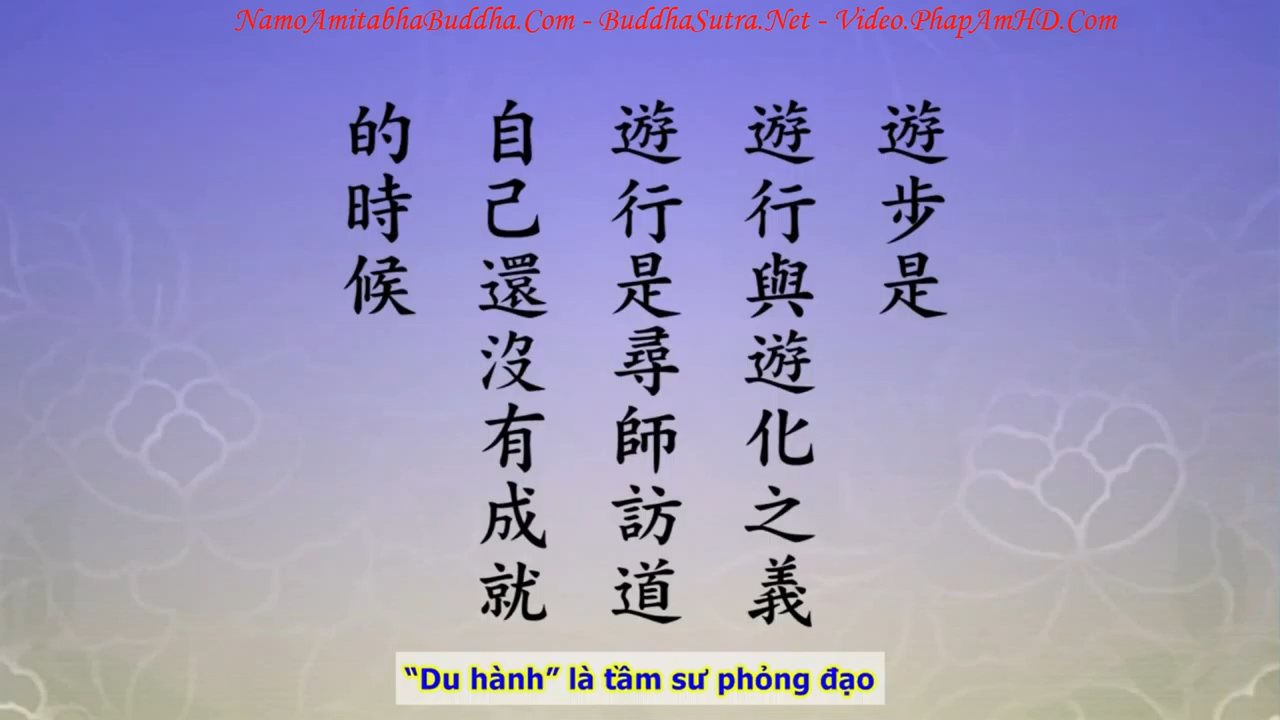 NamoAmitabhaBuddha.Com - BuddhaSutra.Net - Video.PhapAmHD.Com
遊步是
遊行與遊化之義
遊行是尋師訪道
自己還沒有成就
的時候
“Du hành” là tầm sư phỏng đạo